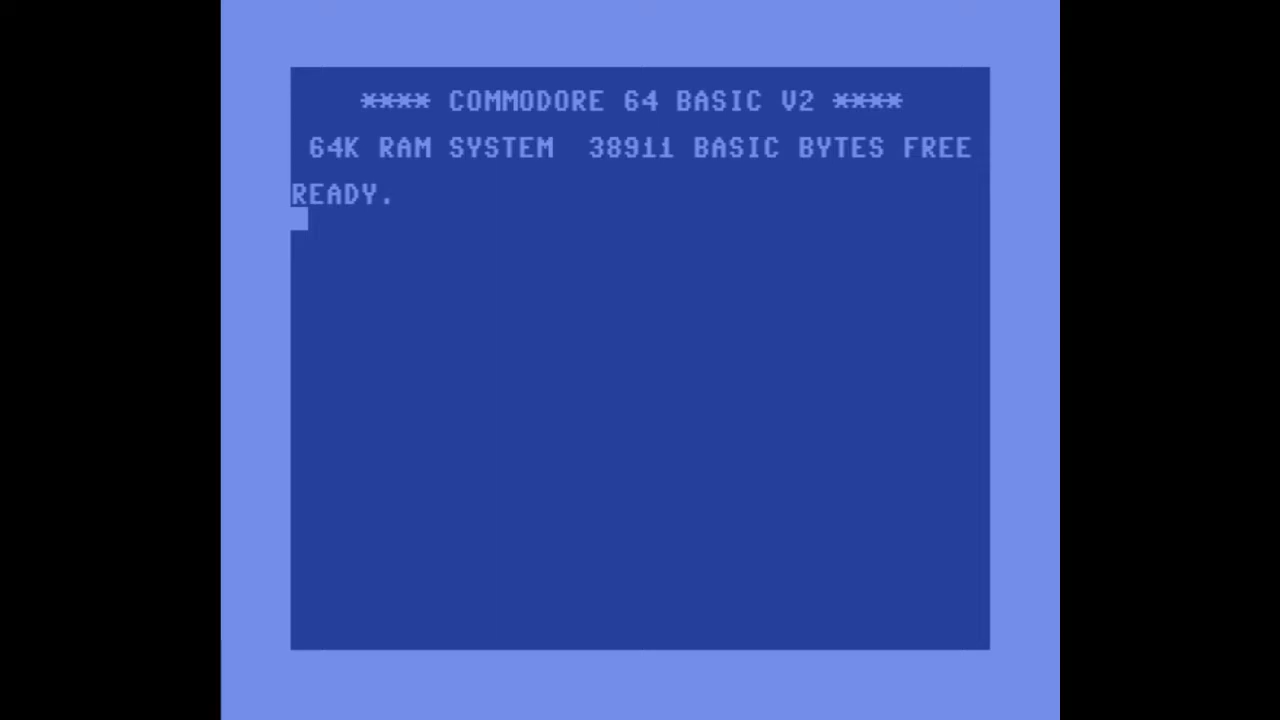 **** COMMODORE 64 BASIC V2 ****
64K RAM SYSTEM  38911 BASIC BYTES FREE
READY.